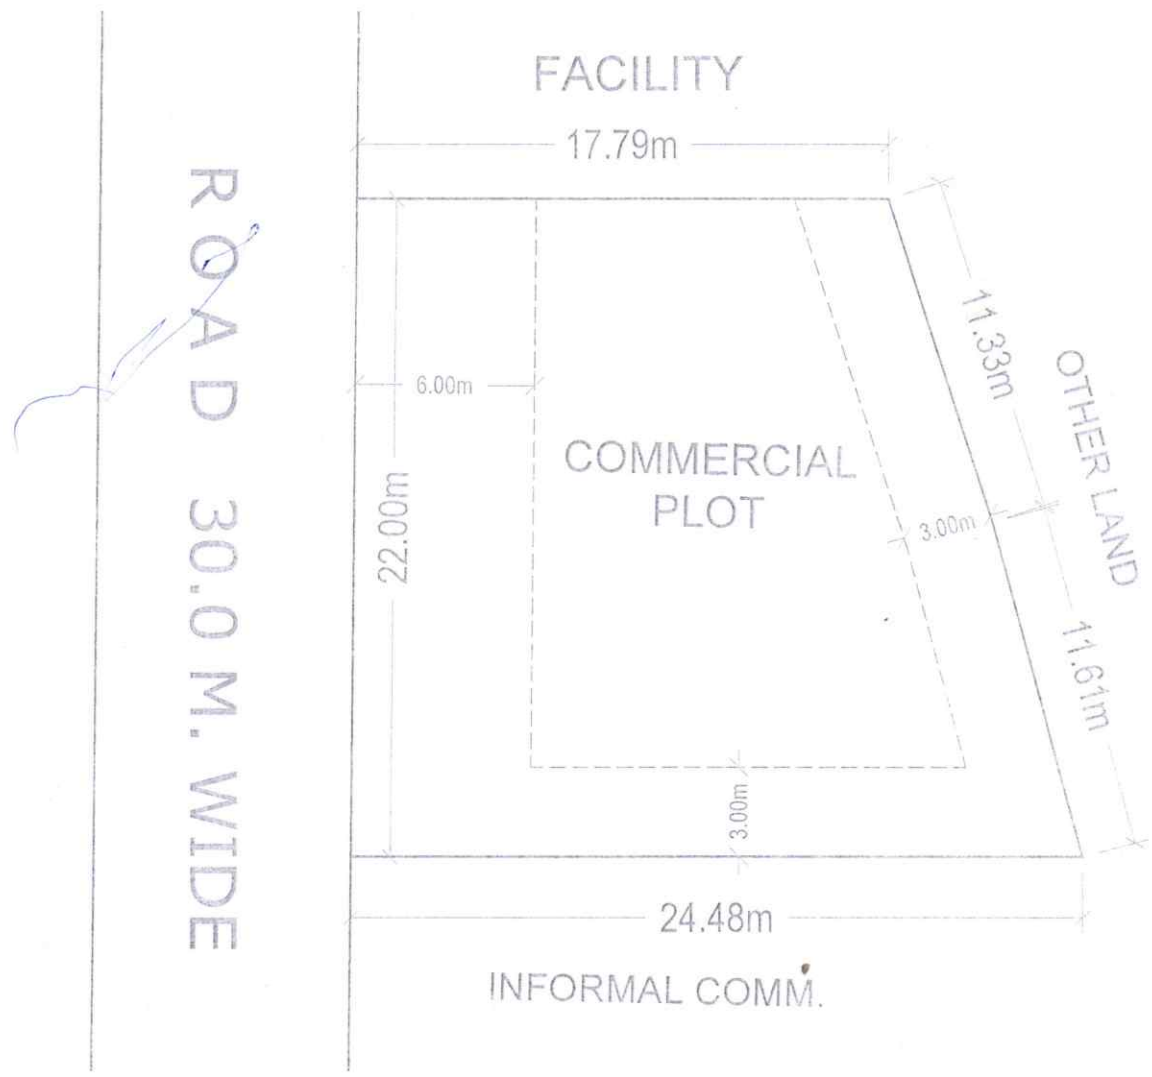 FACILITY
17.79m
ROAD 30.0 M. WIDE
11.33m
OTHER LAND
6.00m
COMMERCIAL
PLOT
22.00m
3.00m
11.61m
3.00m
24.48m
INFORMAL COMM.